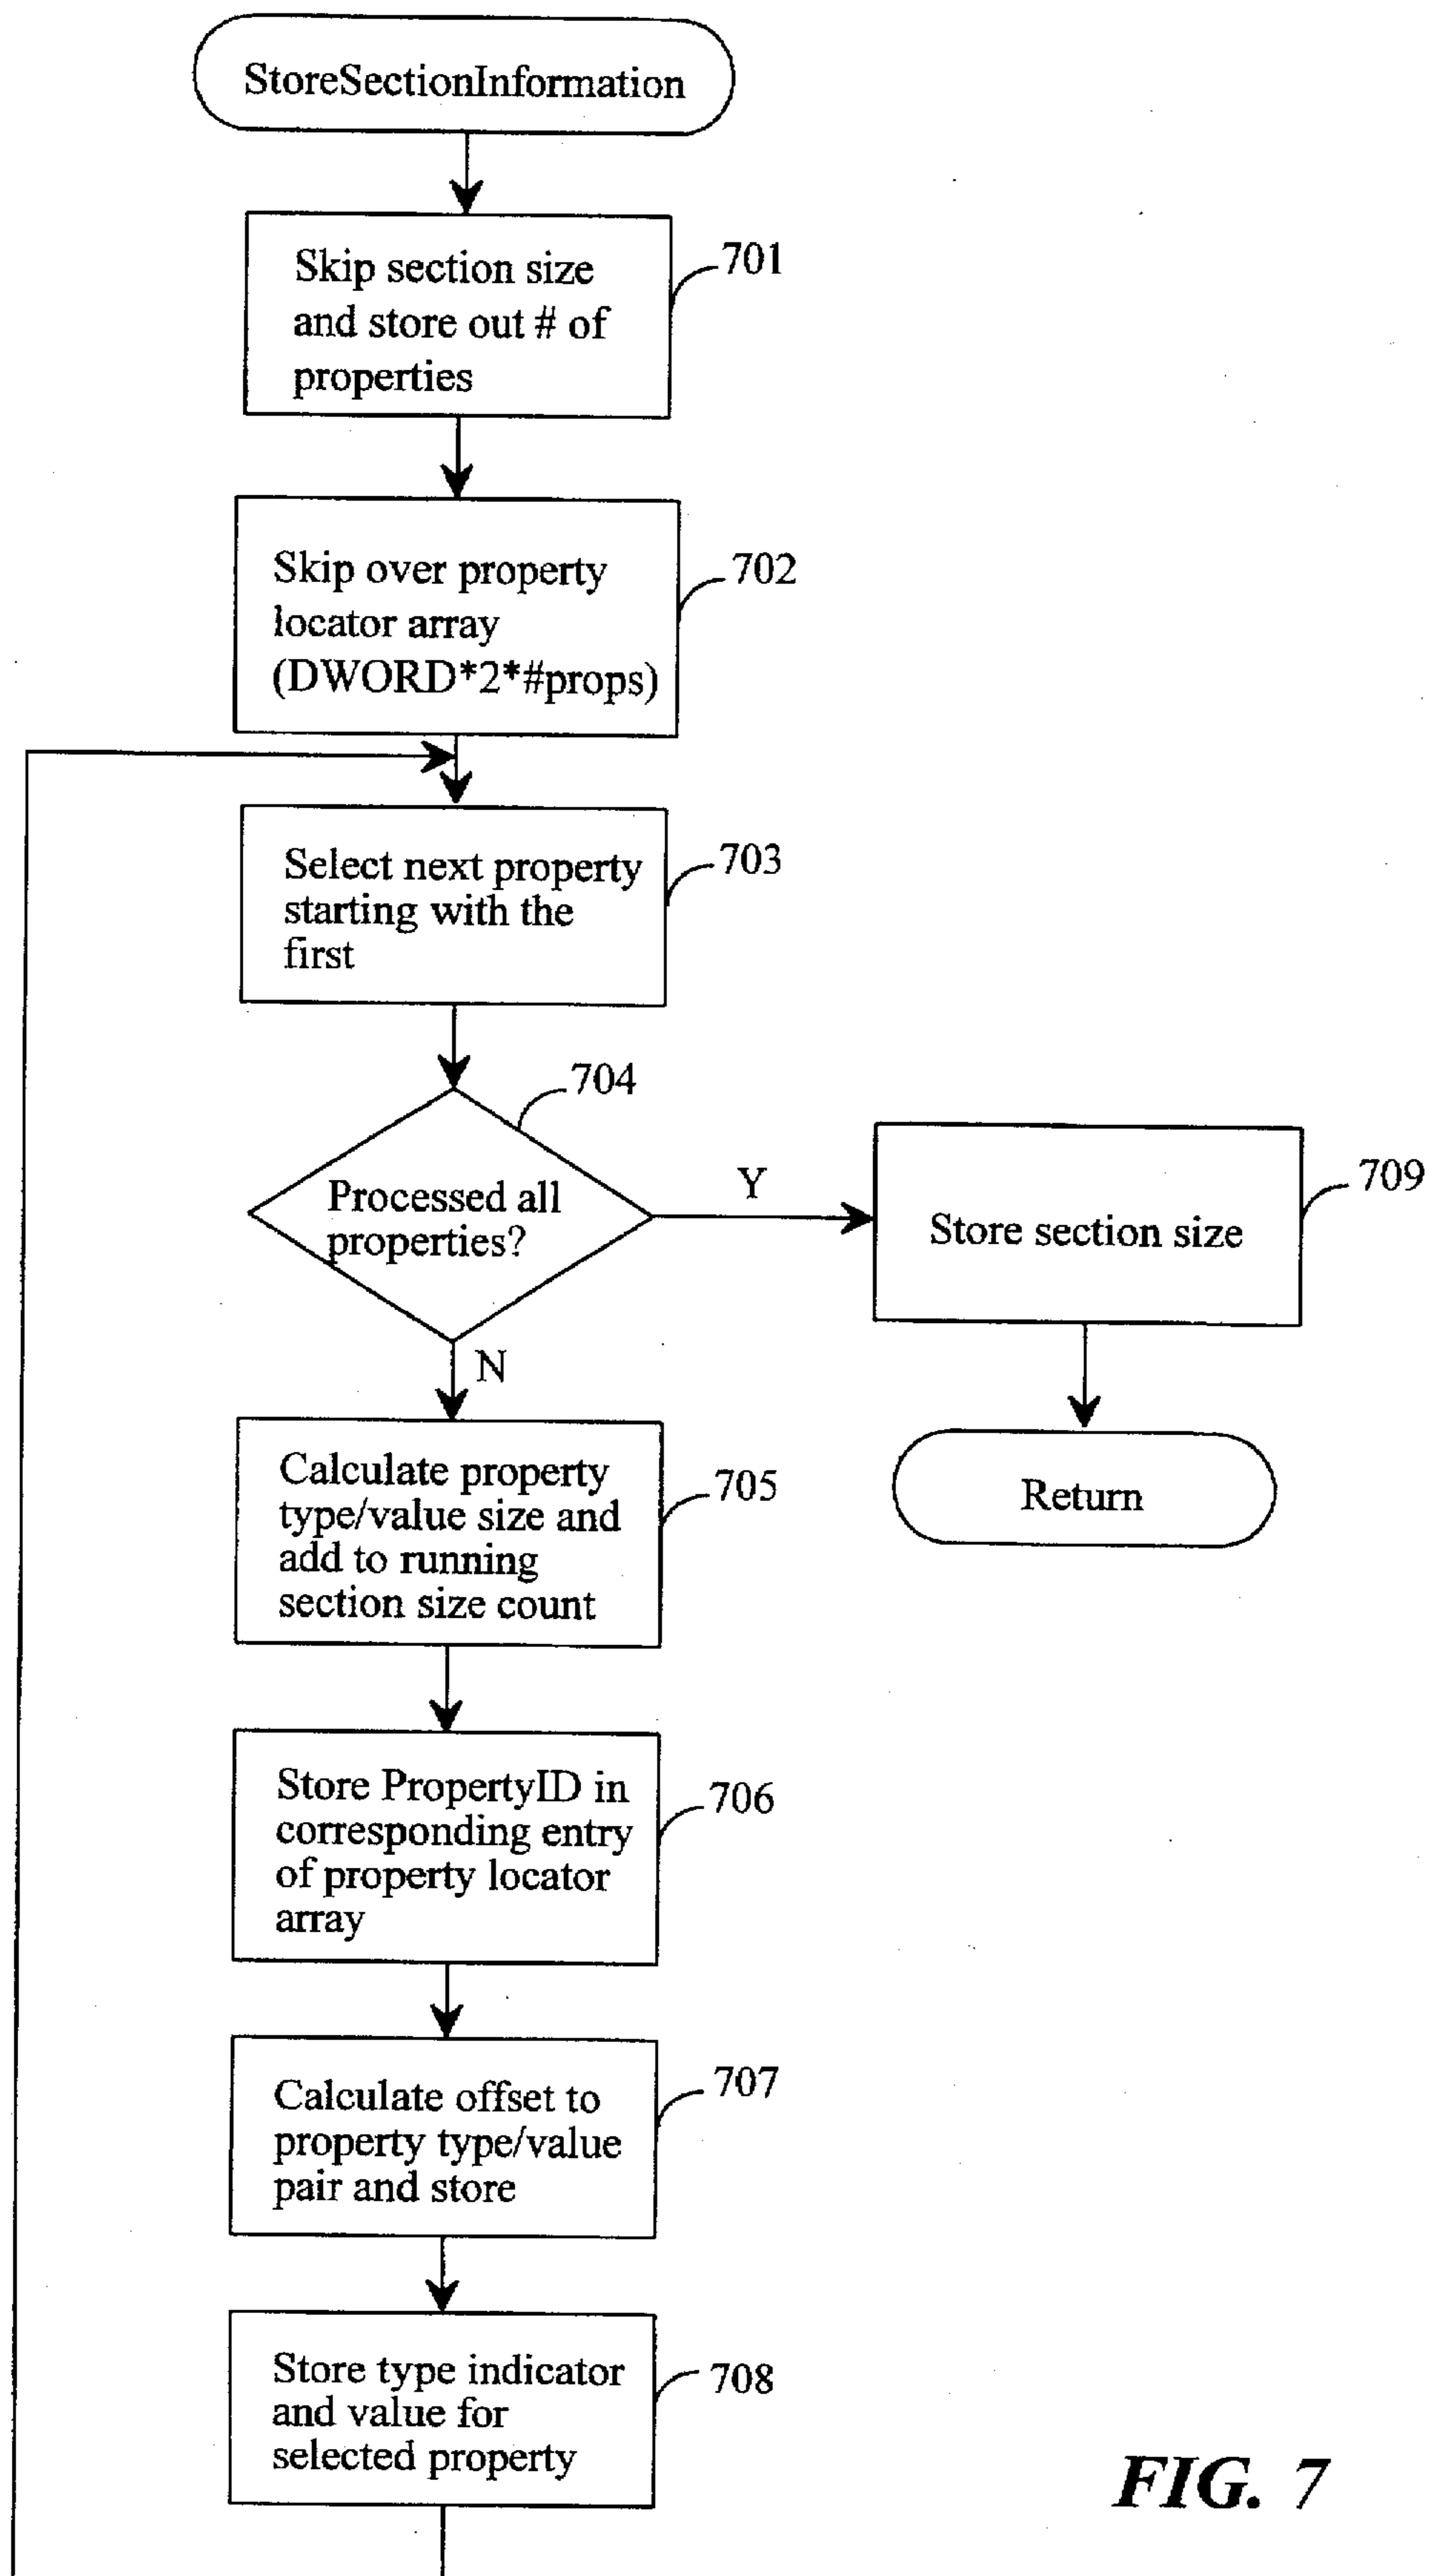 StoreSectionInformation
Skip section size
and store out # of
properties
701
Skip over property
locator array
(DWORD*2*#props)
702
Select next property
starting with the
first
703
704
Processed all
properties?
Y
N
Store section size
709
Return
Calculate property
type/value size and
add to running
section size count
705
Store PropertyID in
corresponding entry
of property locator
array
706
Calculate offset to
property type/value
pair and store
707
Store type indicator
and value for
selected property
708
FIG. 7